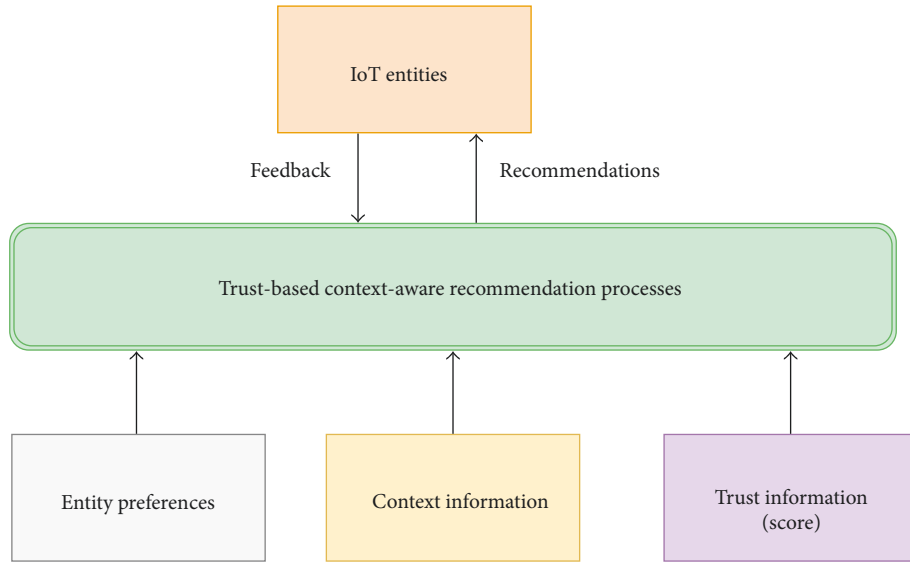 IoT entities
Feedback
Recommendations
Trust-based context-aware recommendation processes
Entity preferences
Context information
Trust information
(score)